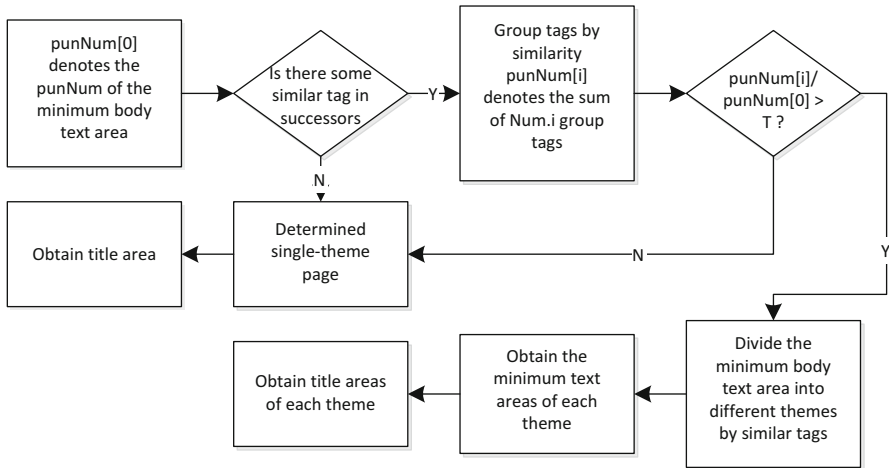 punNum[0]
denotes the
punNum of the
minimum body
text area
Is there some
similar tag in
successors
Y
Group tags by
similarity
punNum[i]
denotes the sum
of Num.i group
tags
punNum[i]/
punNum[0] >
T ?
N
Obtain title area
Determined
single-theme
page
N
Y
Obtain title areas
of each theme
Obtain the
minimum text
areas of each
theme
Divide the
minimum body
text area into
different themes
by similar tags